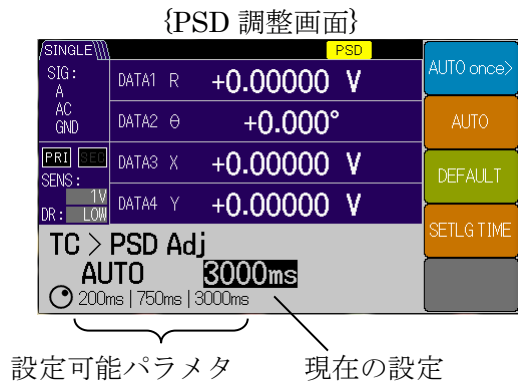 {PSD 調整画面}
SINGLE
PSD
SIG:
A
AC
GND
DATA1 R +0.00000 V
DATA2 θ +0.000°
PRI SEC
DATA3 X +0.00000 V
SENS:
1V
DR: LOW
DATA4 Y +0.00000 V
AUTO once>
AUTO
DEFAULT
SETLG TIME
TC > PSD Adj
AUTO 3000ms
200ms | 750ms | 3000ms
設定可能パラメタ 現在の設定